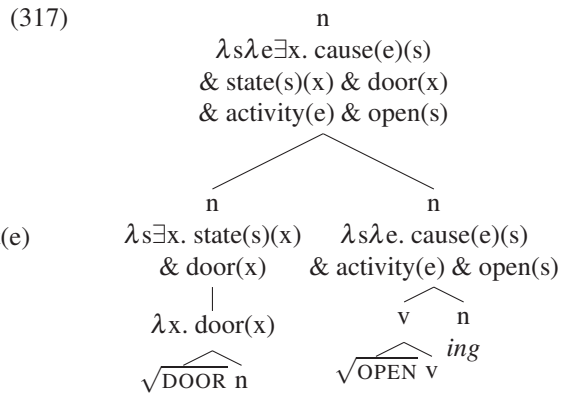 (317)
n
λsλe∃x. cause(e)(s)
& state(s)(x) & door(x)
& activity(e) & open(s)
n n
(e) λs∃x. state(s)(x) λsλe. cause(e)(s)
& door(x) & activity(e) & open(s)
λx. door(x) v n
√DOOR n √OPEN v ing